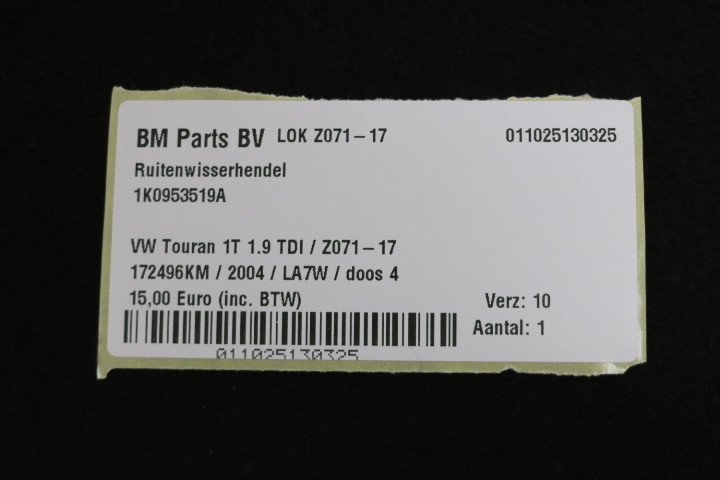 BM Parts BV LOK Z071-17 011025130325
Ruitenwisserhendel
1K0953519A
VW Touran 1T 1.9 TDI / Z071-17
172496KM / 2004 / LA7W / doos 4
15,00 Euro (inc. BTW) Verz: 10
Aantal: 1
011025130325